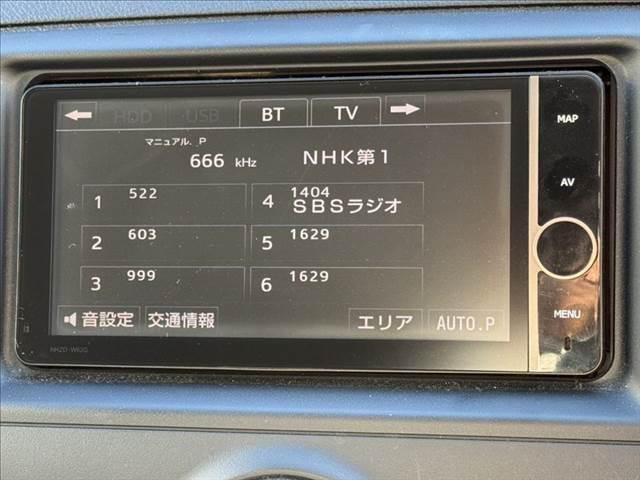 HDD USB BT TV
マニュアル. P
666 kHz NHK第1
1 522
2 603
3 999
4 1404 SBSラジオ
5 1629
6 1629
音設定 交通情報 エリア AUTO.P
MAP
AV
MENU
NHZD-W62G